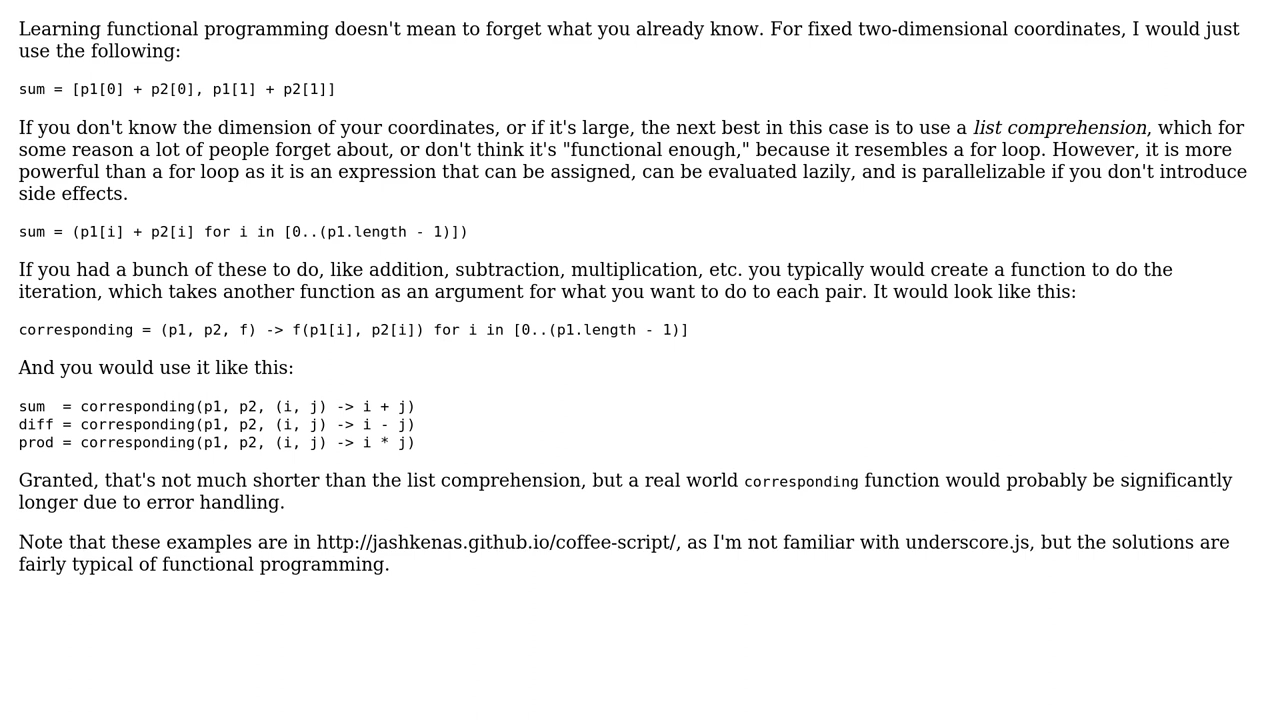 Learning functional programming doesn't mean to forget what you already know. For fixed two-dimensional coordinates, I would just
use the following:
sum = [p1[0] + p2[0], p1[1] + p2[1]]
If you don't know the dimension of your coordinates, or if it's large, the next best in this case is to use a list comprehension, which for
some reason a lot of people forget about, or don't think it's "functional enough," because it resembles a for loop. However, it is more
powerful than a for loop as it is an expression that can be assigned, can be evaluated lazily, and is parallelizable if you don't introduce
side effects.
sum = (p1[i] + p2[i] for i in [0..(p1.length - 1)])
If you had a bunch of these to do, like addition, subtraction, multiplication, etc. you typically would create a function to do the
iteration, which takes another function as an argument for what you want to do to each pair. It would look like this:
corresponding = (p1, p2, f) -> f(p1[i], p2[i]) for i in [0..(p1.length - 1)]
And you would use it like this:
sum  = corresponding(p1, p2, (i, j) -> i + j)
diff = corresponding(p1, p2, (i, j) -> i - j)
prod = corresponding(p1, p2, (i, j) -> i * j)
Granted, that's not much shorter than the list comprehension, but a real world corresponding function would probably be significantly
longer due to error handling.
Note that these examples are in http://jashkenas.github.io/coffee-script/, as I'm not familiar with underscore.js, but the solutions are
fairly typical of functional programming.